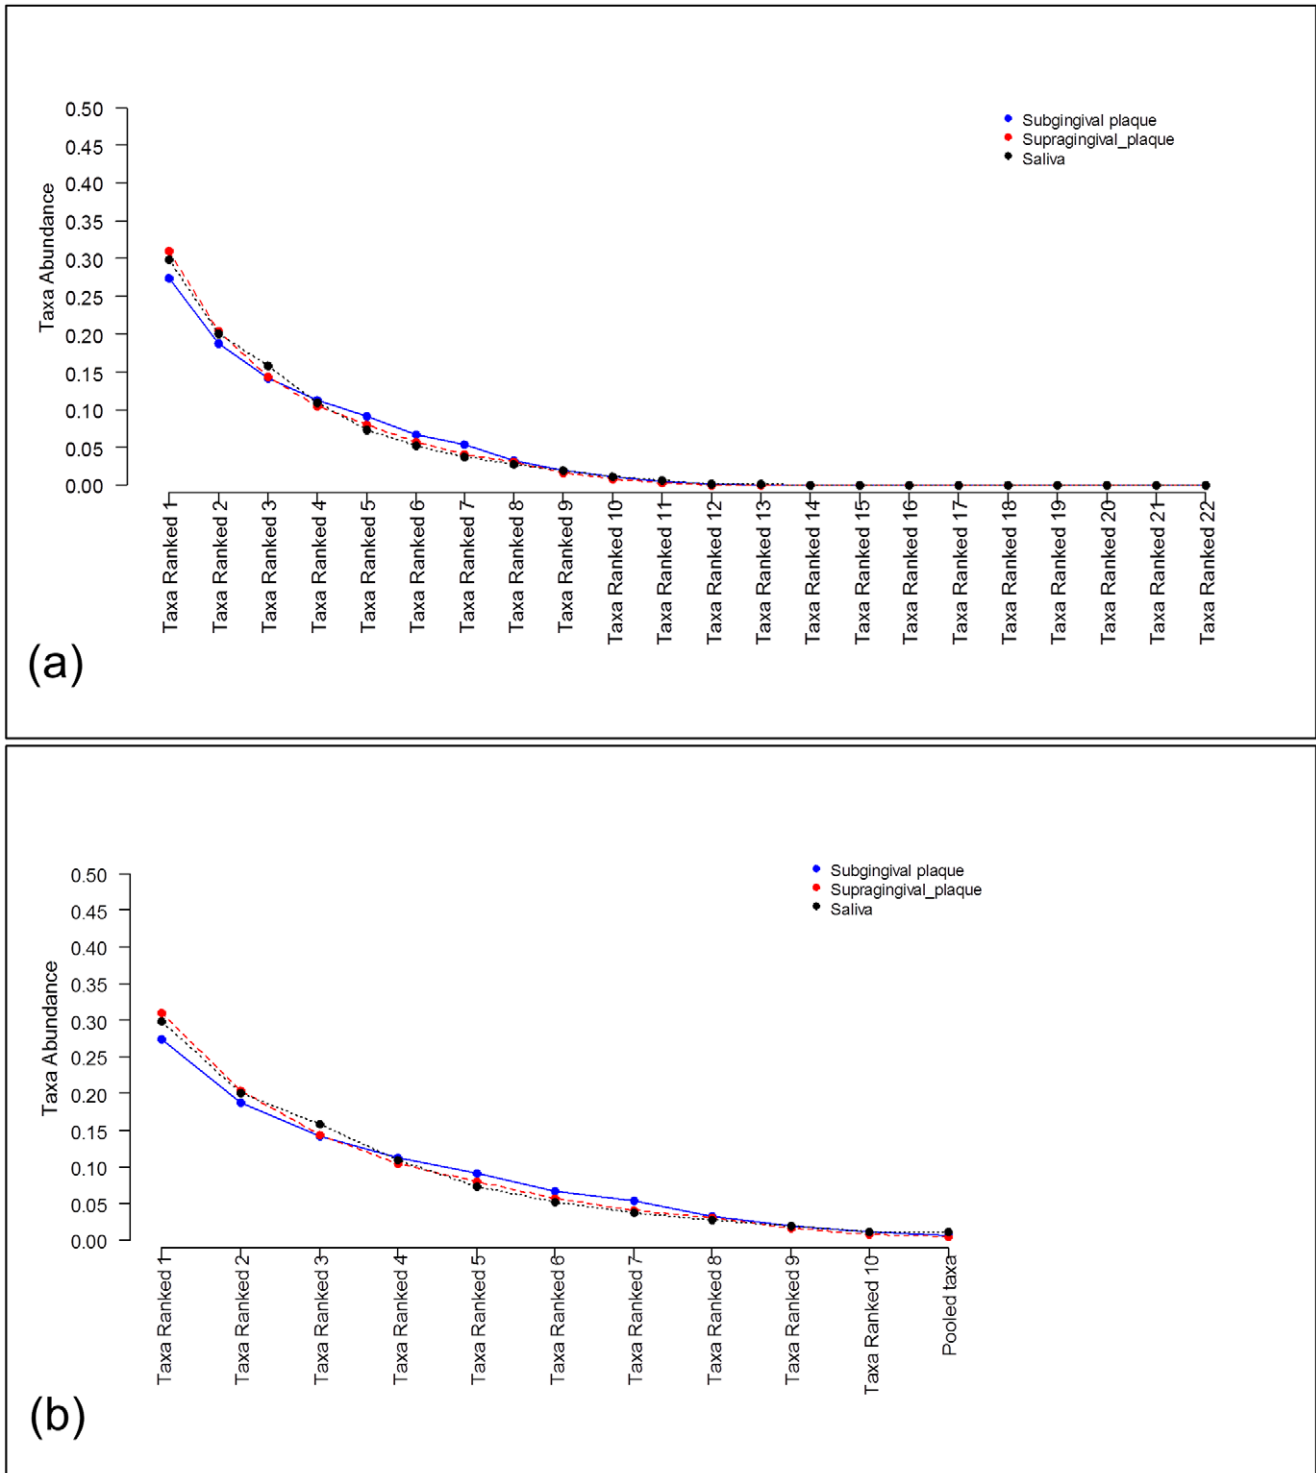 0.50
0.45
0.40
0.35
0.30
0.25
0.20
0.15
0.10
0.05
0.00
Taxa Abundance
Subgingival plaque
Supragingival_plaque
Saliva
Taxa Ranked 1
Taxa Ranked 2
Taxa Ranked 3
Taxa Ranked 4
Taxa Ranked 5
Taxa Ranked 6
Taxa Ranked 7
Taxa Ranked 8
Taxa Ranked 9
Taxa Ranked 10
Taxa Ranked 11
Taxa Ranked 12
Taxa Ranked 13
Taxa Ranked 14
Taxa Ranked 15
Taxa Ranked 16
Taxa Ranked 17
Taxa Ranked 18
Taxa Ranked 19
Taxa Ranked 20
Taxa Ranked 21
Taxa Ranked 22
(a)
0.50
0.45
0.40
0.35
0.30
0.25
0.20
0.15
0.10
0.05
0.00
Taxa Abundance
Subgingival plaque
Supragingival_plaque
Saliva
Taxa Ranked 1
Taxa Ranked 2
Taxa Ranked 3
Taxa Ranked 4
Taxa Ranked 5
Taxa Ranked 6
Taxa Ranked 7
Taxa Ranked 8
Taxa Ranked 9
Taxa Ranked 10
Pooled taxa
(b)